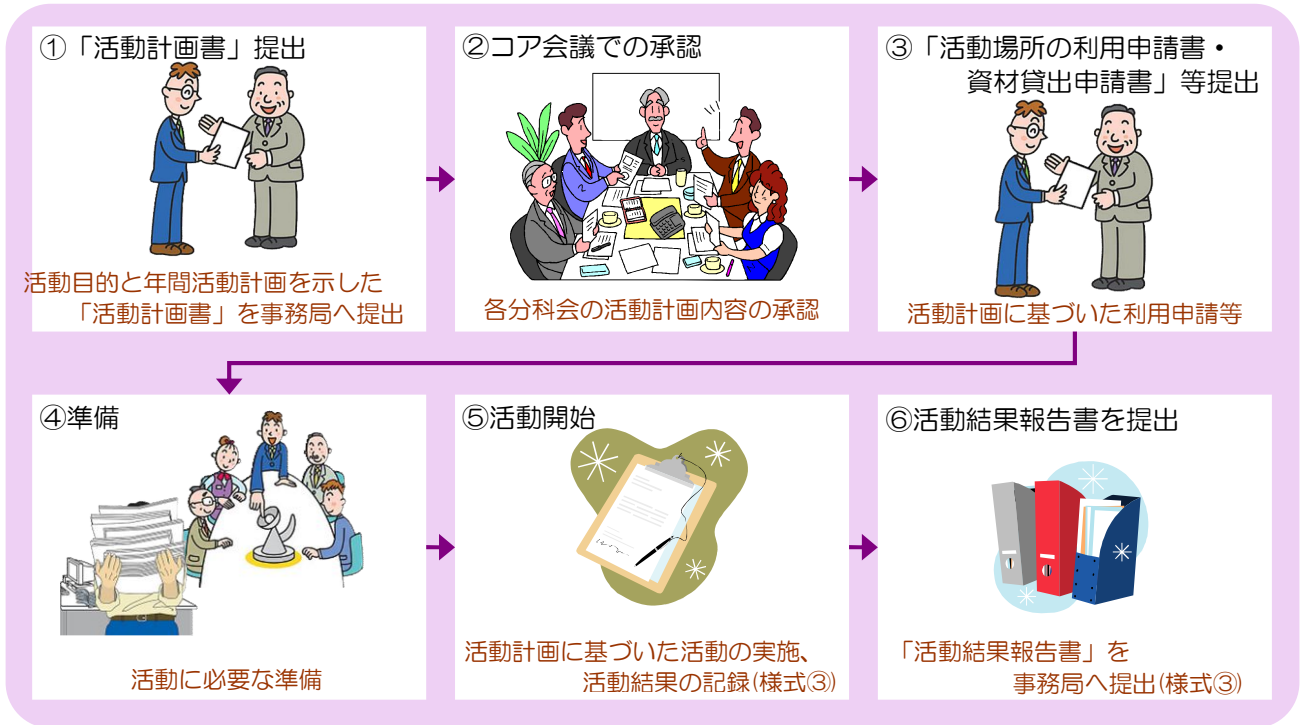 ①「活動計画書」提出
活動目的と年間活動計画を示した
「活動計画書」を事務局へ提出
②コア会議での承認
各分科会の活動計画内容の承認
③「活動場所の利用申請書・
資材貸出申請書」等提出
活動計画に基づいた利用申請等
④準備
活動に必要な準備
⑤活動開始
活動計画に基づいた活動の実施、
活動結果の記録(様式③)
⑥活動結果報告書を提出
「活動結果報告書」を
事務局へ提出(様式③)